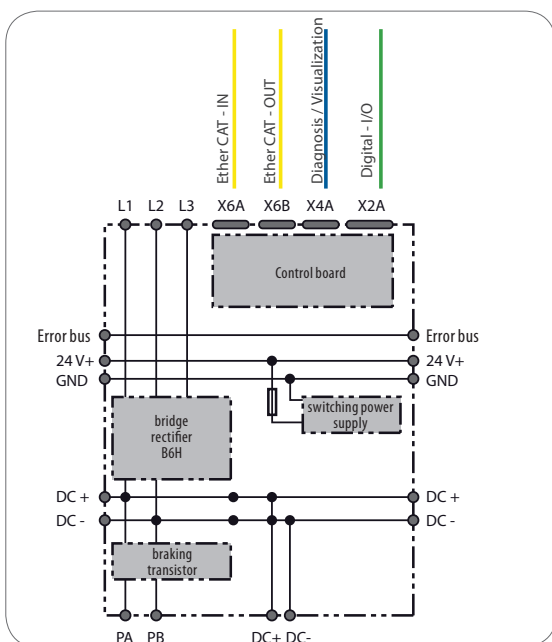 Ether CAT - IN
Ether CAT - OUT
Diagnosis / Visualization
Digital - I/O
L1 L2 L3 X6A X6B X4A X2A
Control board
Error bus Error bus
24 V+ 24 V+
GND GND
switching power
supply
bridge
rectifier
B6H
DC + DC +
DC - DC -
braking
transistor
PA PB DC+ DC-